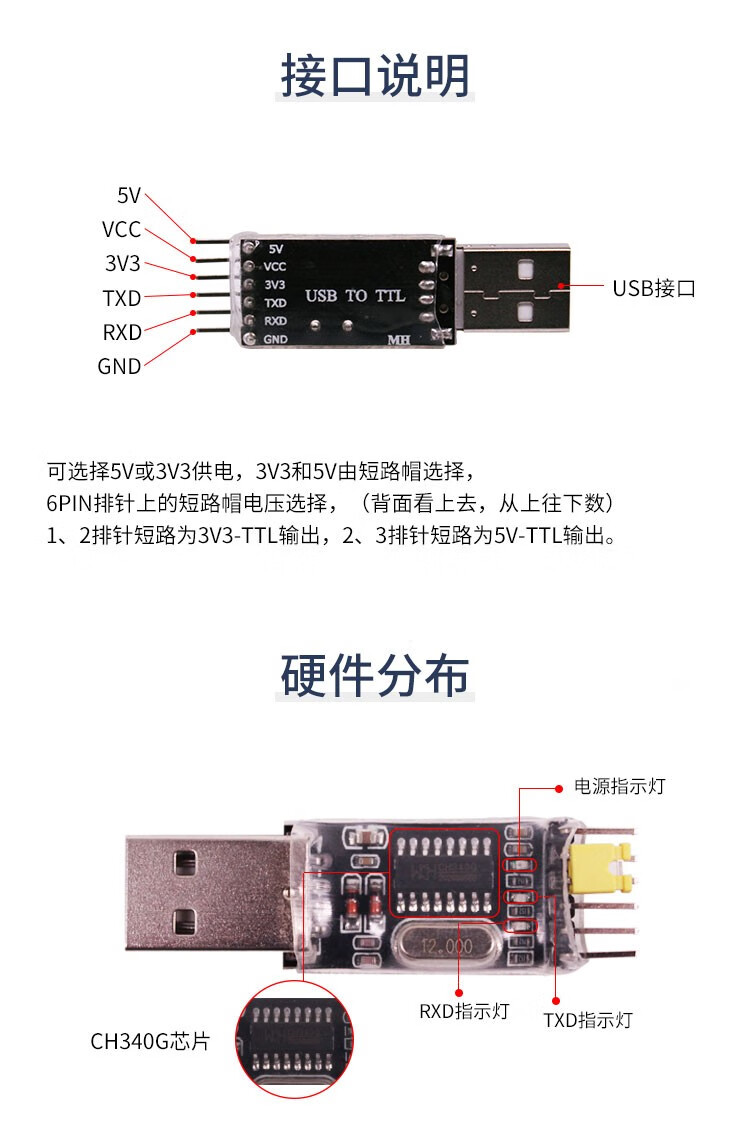 接口说明
5V
VCC
3V3
TXD
RXD
GND
5V
VCC
3V3
TXD
RXD
GND
USB TO TTL
MH
USB接口
可选择5V或3V3供电，3V3和5V由短路帽选择，
6PIN排针上的短路帽电压选择，（背面看上去，从上往下数）
1、2排针短路为3V3-TTL输出，2、3排针短路为5V-TTL输出。
硬件分布
电源指示灯
12.000
RXD指示灯
TXD指示灯
CH340G芯片